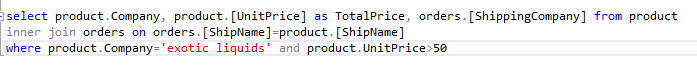 select product.Company, product.[UnitPrice] as TotalPrice, orders.[ShippingCompany] from product
inner join orders on orders.[ShipName]=product.[ShipName]
where product.Company='exotic liquids' and product.UnitPrice>50